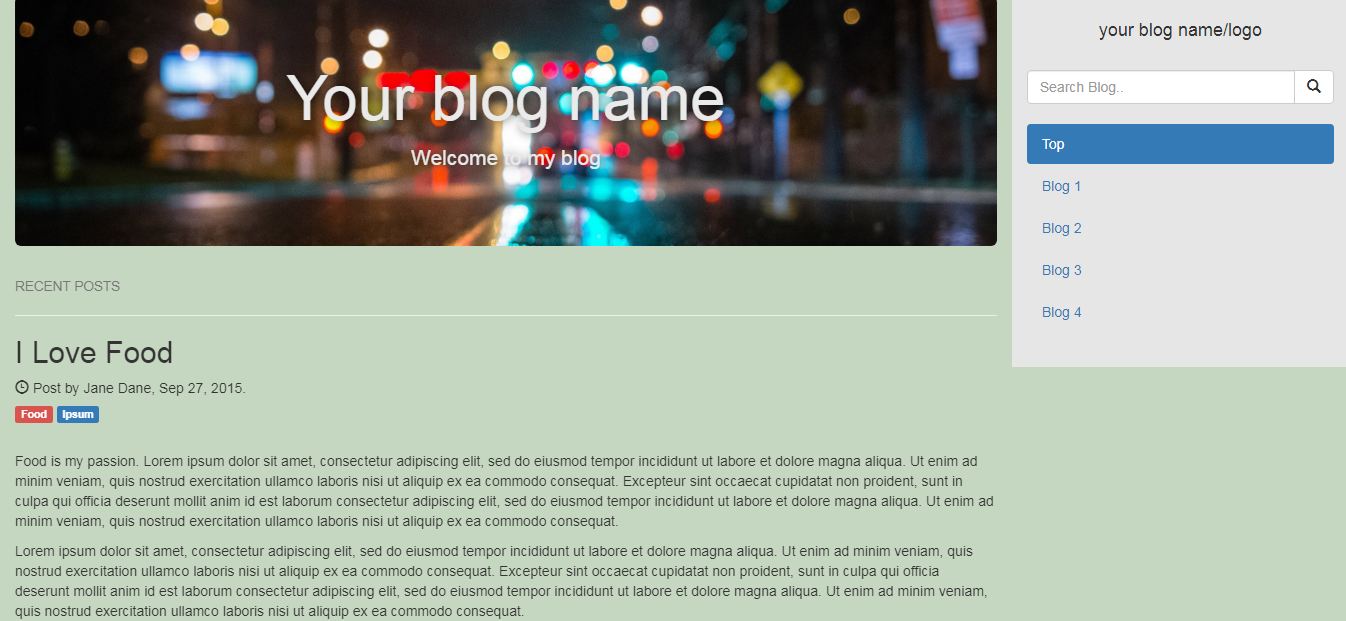 Your blog name
Welcome to my blog
RECENT POSTS
I Love Food
Post by Jane Dane, Sep 27, 2015.
Food Ipsum
Food is my passion. Lorem ipsum dolor sit amet, consectetur adipiscing elit, sed do eiusmod tempor incididunt ut labore et dolore magna aliqua. Ut enim ad
minim veniam, quis nostrud exercitation ullamco laboris nisi ut aliquip ex ea commodo consequat. Excepteur sint occaecat cupidatat non proident, sunt in
culpa qui officia deserunt mollit anim id est laborum consectetur adipiscing elit, sed do eiusmod tempor incididunt ut labore et dolore magna aliqua. Ut enim ad
minim veniam, quis nostrud exercitation ullamco laboris nisi ut aliquip ex ea commodo consequat.
Lorem ipsum dolor sit amet, consectetur adipiscing elit, sed do eiusmod tempor incididunt ut labore et dolore magna aliqua. Ut enim ad minim veniam, quis
nostrud exercitation ullamco laboris nisi ut aliquip ex ea commodo consequat. Excepteur sint occaecat cupidatat non proident, sunt in culpa qui officia
deserunt mollit anim id est laborum consectetur adipiscing elit, sed do eiusmod tempor incididunt ut labore et dolore magna aliqua. Ut enim ad minim veniam,
quis nostrud exercitation ullamco laboris nisi ut aliquip ex ea commodo consequat.
your blog name/logo
Search Blog..
Top
Blog 1
Blog 2
Blog 3
Blog 4